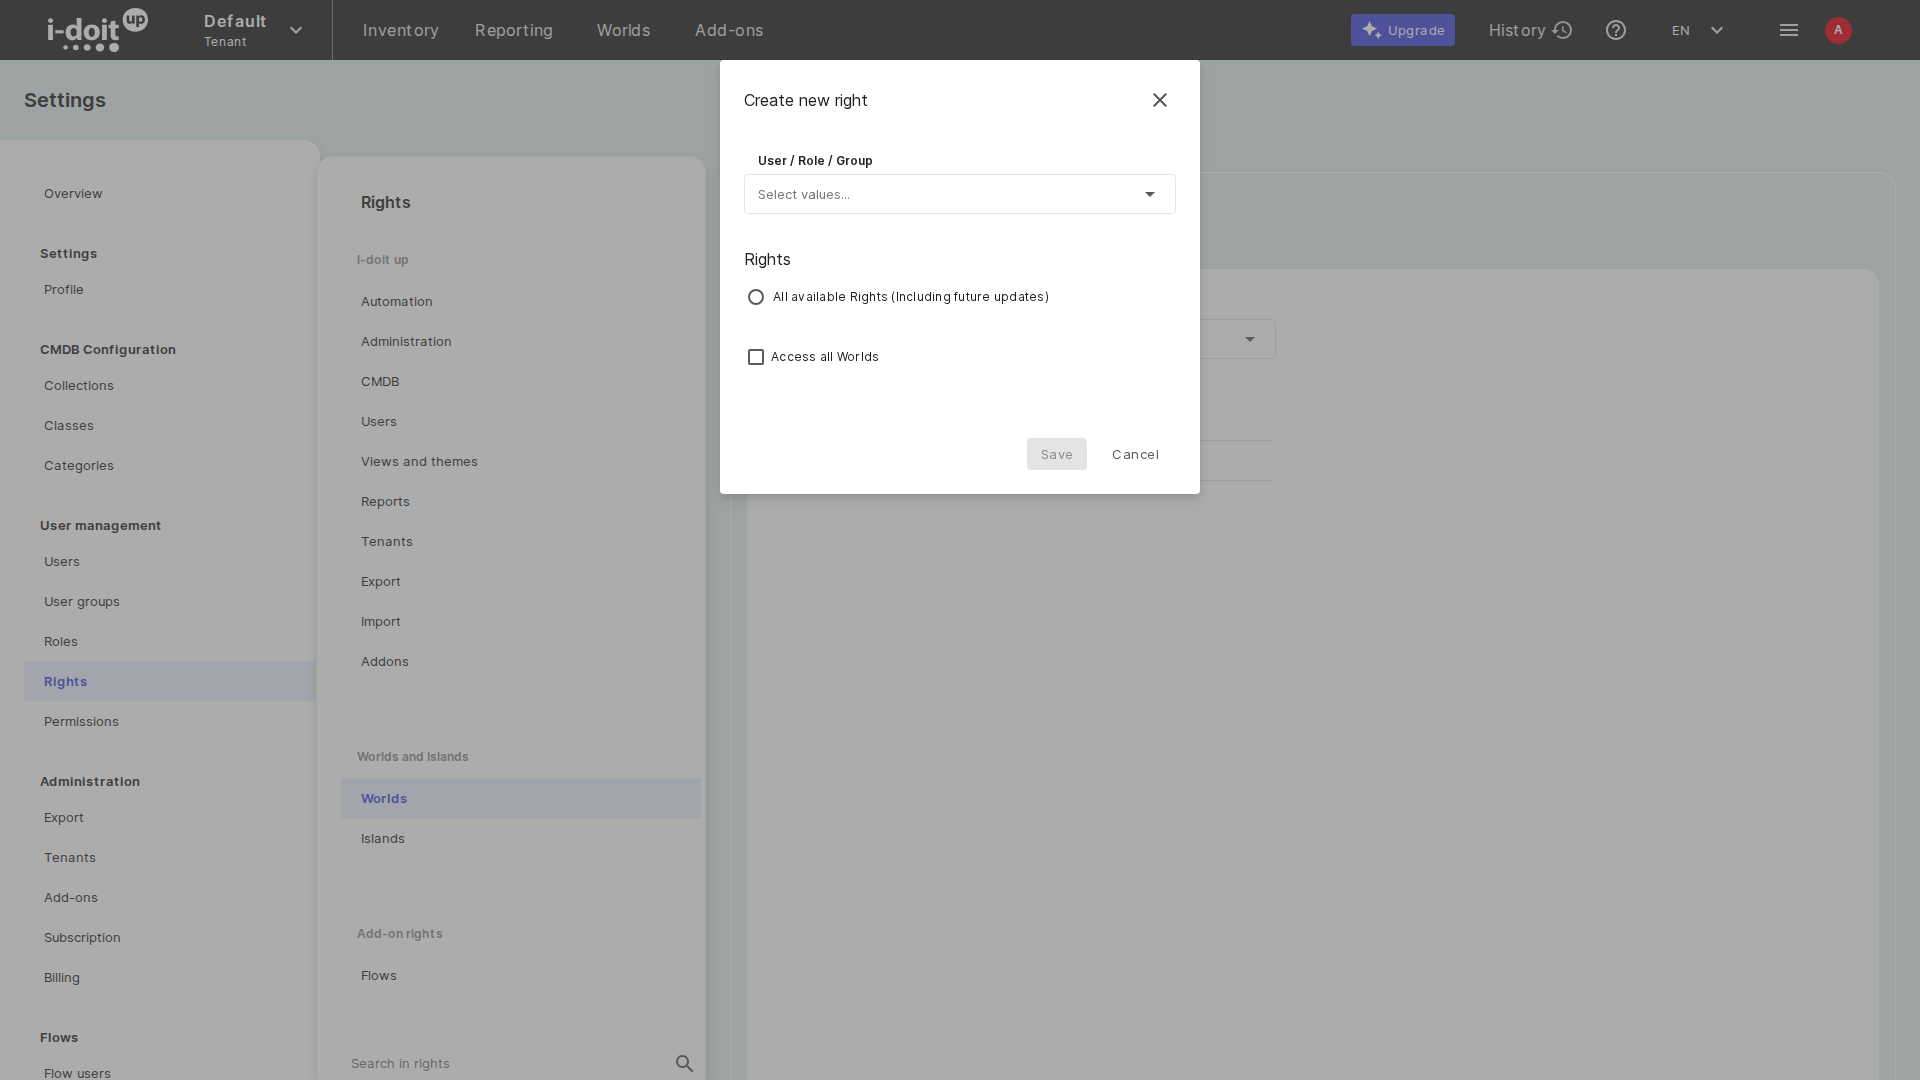 i-doit up
Default
Tenant
Inventory
Reporting
Worlds
Add-ons
Upgrade
History
EN
A
Settings
Overview
Settings
Profile
CMDB Configuration
Collections
Classes
Categories
User management
Users
User groups
Roles
Rights
Permissions
Administration
Export
Tenants
Add-ons
Subscription
Billing
Flows
Flow users
Rights
i-doit up
Automation
Administration
CMDB
Users
Views and themes
Reports
Tenants
Export
Import
Addons
Worlds and Islands
Worlds
Islands
Add-on rights
Flows
Search in rights
Create new right
User / Role / Group
Select values...
Rights
All available Rights (Including future updates)
Access all Worlds
Save
Cancel